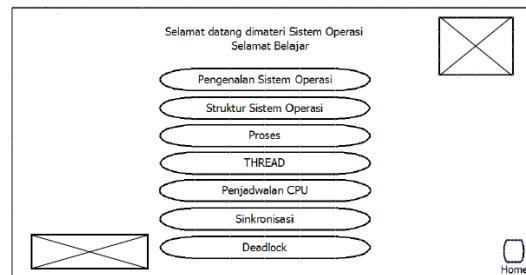 Selamat datang dimateri Sistem Operasi
Selamat Belajar
Pengenalan Sistem Operasi
Struktur Sistem Operasi
Proses
THREAD
Penjadwalan CPU
Sinkronisasi
Deadlock
Home